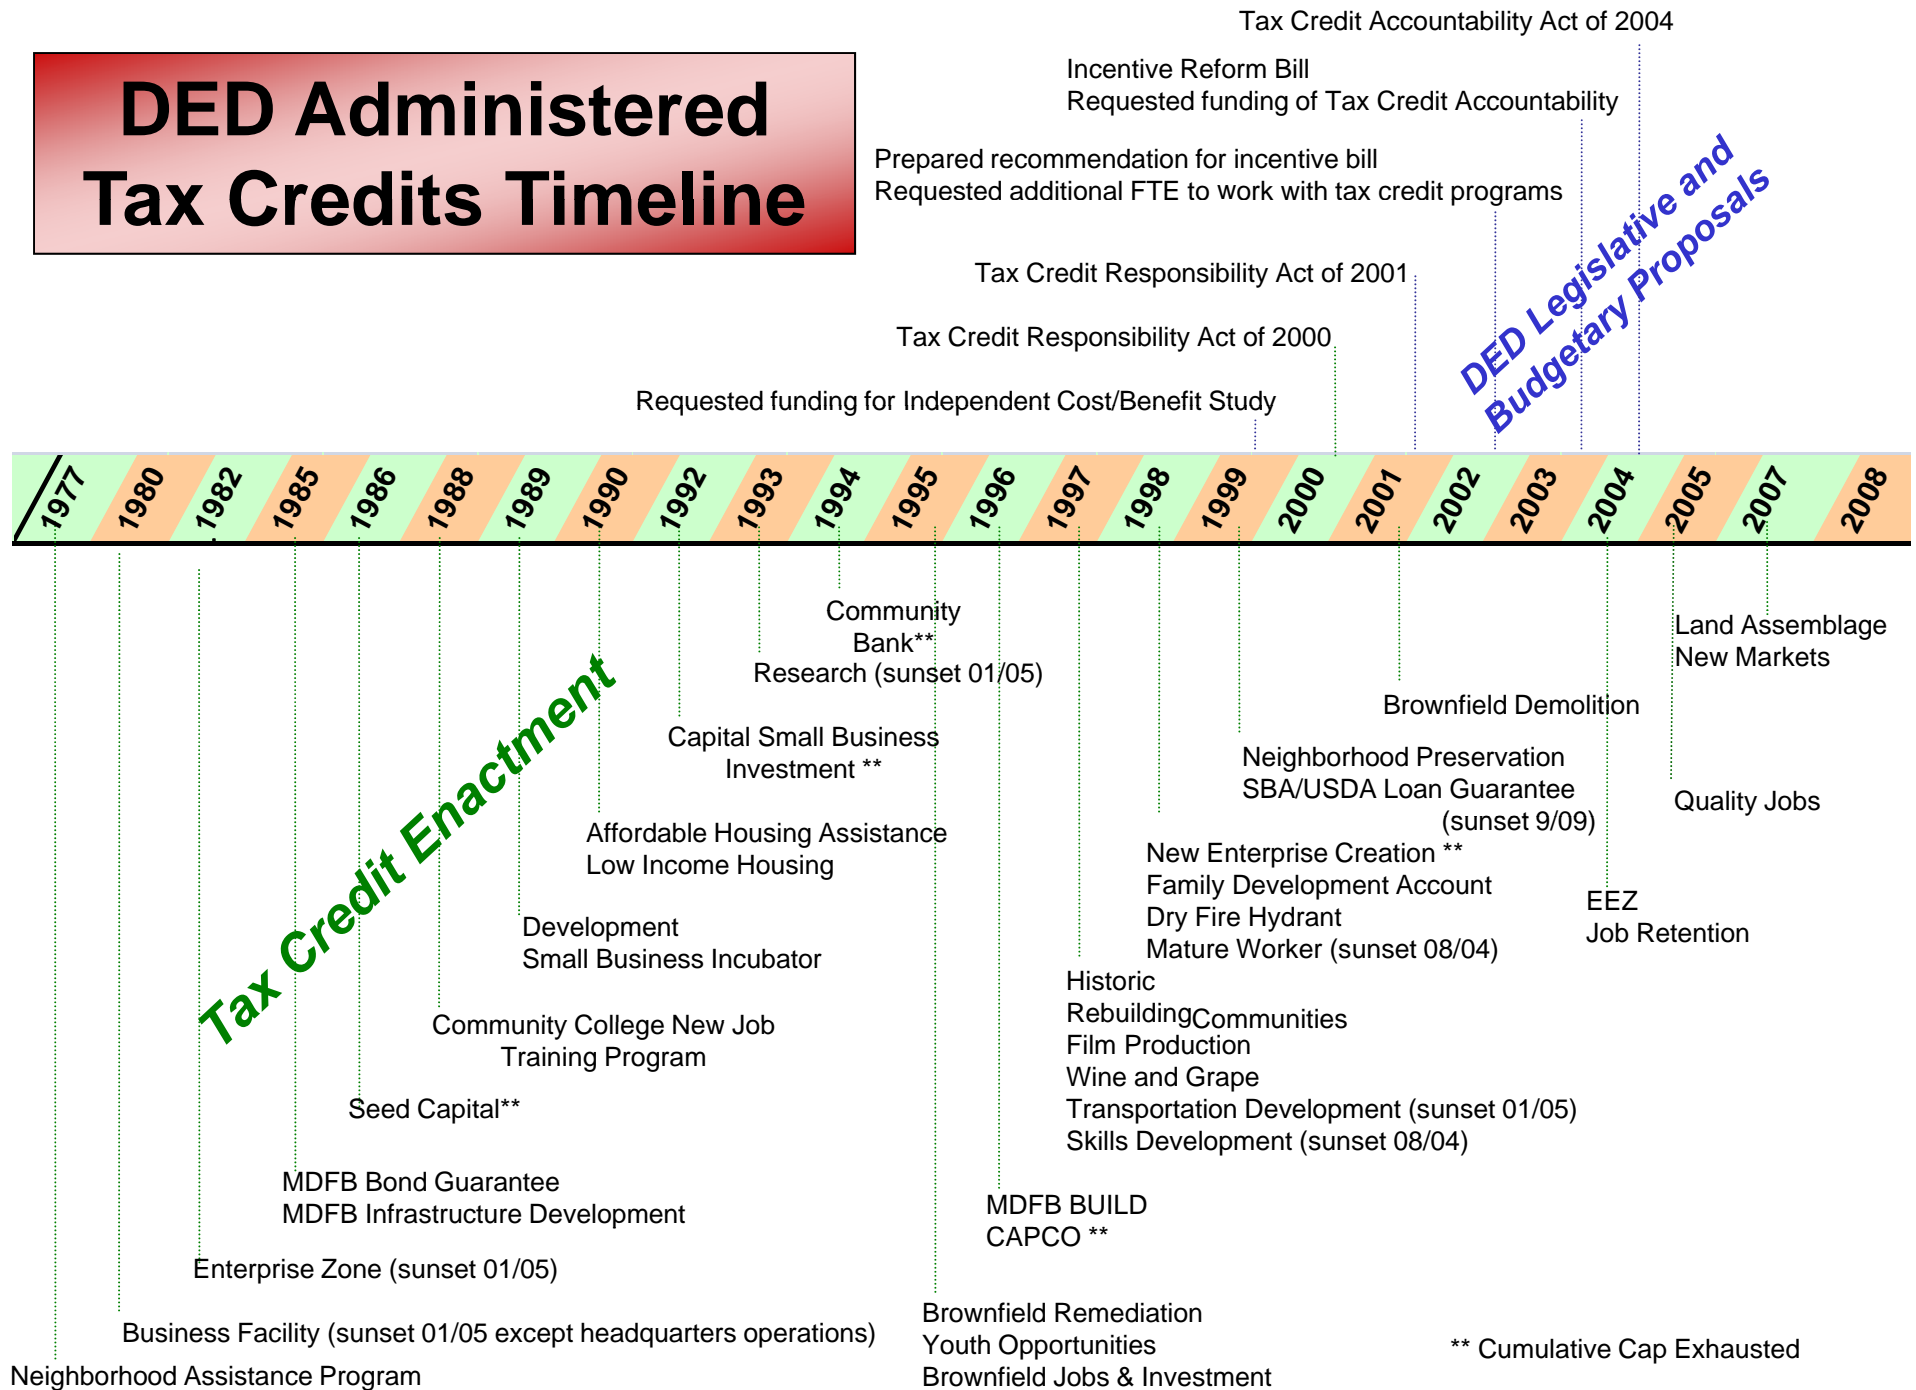 DED Administered
Tax Credits Timeline
Tax Credit Accountability Act of 2004
Incentive Reform Bill
Requested funding of Tax Credit Accountability
Prepared recommendation for incentive bill
Requested additional FTE to work with tax credit programs
Tax Credit Responsibility Act of 2001
Tax Credit Responsibility Act of 2000
Requested funding for Independent Cost/Benefit Study
DED Legislative and
Budgetary Proposals
1977 1980 1982 1985 1986 1988 1989 1990 1992 1993 1994 1995 1996 1997 1998 1999 2000 2001 2002 2003 2004 2005 2007 2008
Tax Credit Enactment
Community
Bank**
Research (sunset 01/05)
Capital Small Business
Investment **
Affordable Housing Assistance
Low Income Housing
Development
Small Business Incubator
Community College New Job
Training Program
Seed Capital**
MDFB Bond Guarantee
MDFB Infrastructure Development
Enterprise Zone (sunset 01/05)
Business Facility (sunset 01/05 except headquarters operations)
Neighborhood Assistance Program
Land Assemblage
New Markets
Brownfield Demolition
Neighborhood Preservation
SBA/USDA Loan Guarantee
(sunset 9/09)
Quality Jobs
New Enterprise Creation **
Family Development Account
Dry Fire Hydrant
Mature Worker (sunset 08/04)
EEZ
Job Retention
Historic
Rebuilding Communities
Film Production
Wine and Grape
Transportation Development (sunset 01/05)
Skills Development (sunset 08/04)
MDFB BUILD
CAPCO **
Brownfield Remediation
Youth Opportunities
Brownfield Jobs & Investment
** Cumulative Cap Exhausted